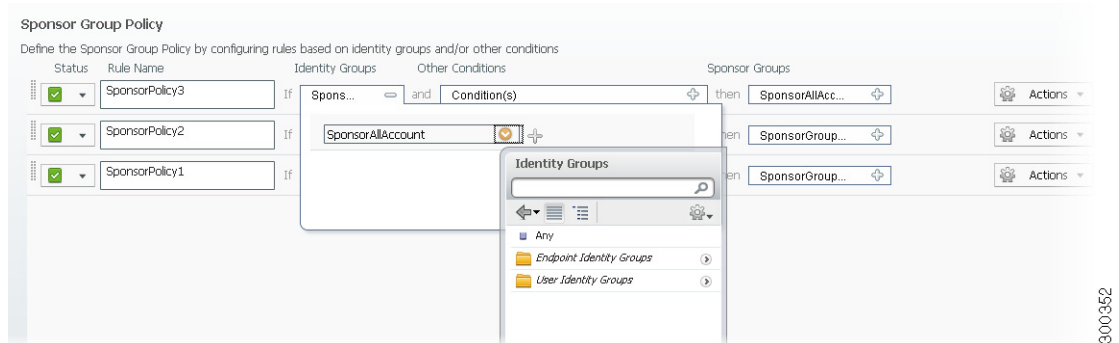 Sponsor Group Policy
Define the Sponsor Group Policy by configuring rules based on identity groups and/or other conditions
Status Rule Name Identity Groups Other Conditions Sponsor Groups
SponsorPolicy3 If Spons... and Condition(s) then SponsorAllAcc... Actions
SponsorPolicy2 If SponsorAllAccount hen SponsorGroup... Actions
Identity Groups
SponsorPolicy1 If en SponsorGroup... Actions
Any
Endpoint Identity Groups
User Identity Groups
300352